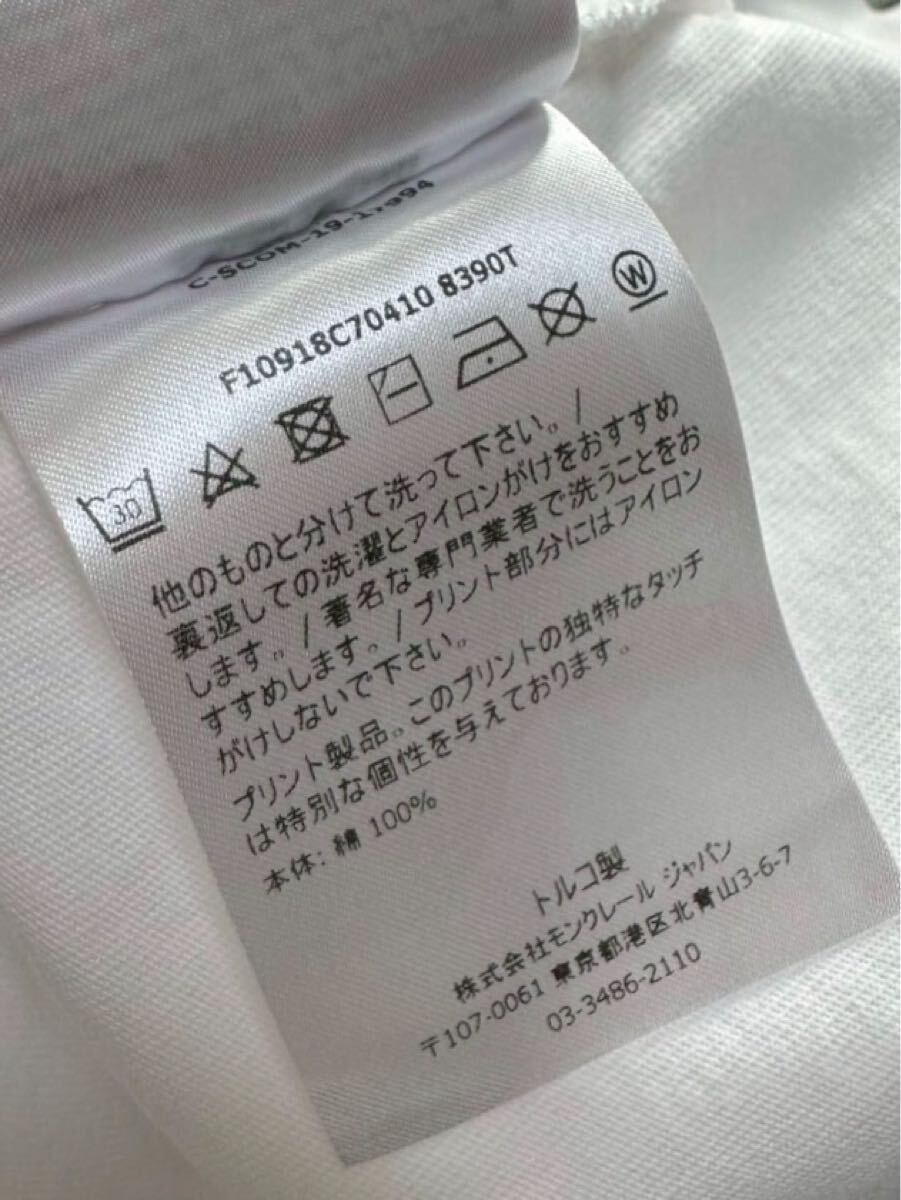 C-SCOM-19-17994
F10918C70410 8390T
30
W
他のものと分けて洗って下さい。/
裏返しての洗濯とアイロンがけをおすすめ
します。/著名な専門業者で洗うことをお
すすめします。/プリント部分にはアイロン
がけしないで下さい。
プリント製品。このプリントの独特なタッチ
は特別な個性を与えております。
本体: 綿 100%
トルコ製
株式会社モンクレール ジャパン
〒107-0061 東京都港区北青山3-6-7
03-3486-2110